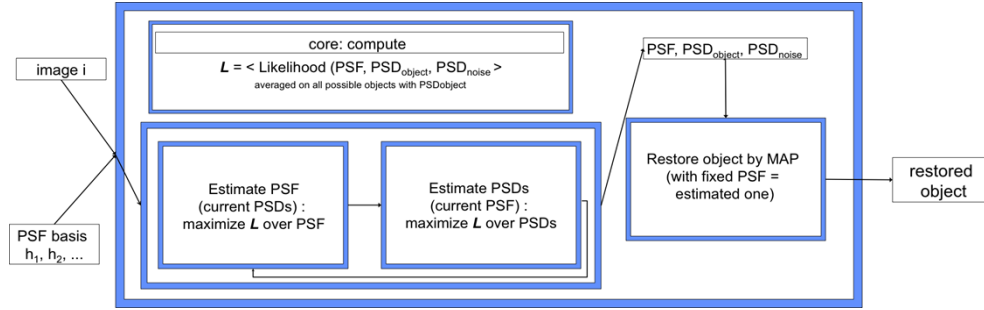 image i
PSF basis
h1, h2, ...
core: compute
L = < Likelihood (PSF, PSDobject, PSDnoise >
averaged on all possible objects with PSDobject
Estimate PSF
(current PSDs) :
maximize L over PSF
Estimate PSDs
(current PSF) :
maximize L over PSDs
PSF, PSDobject, PSDnoise
Restore object by MAP
(with fixed PSF =
estimated one)
restored
object